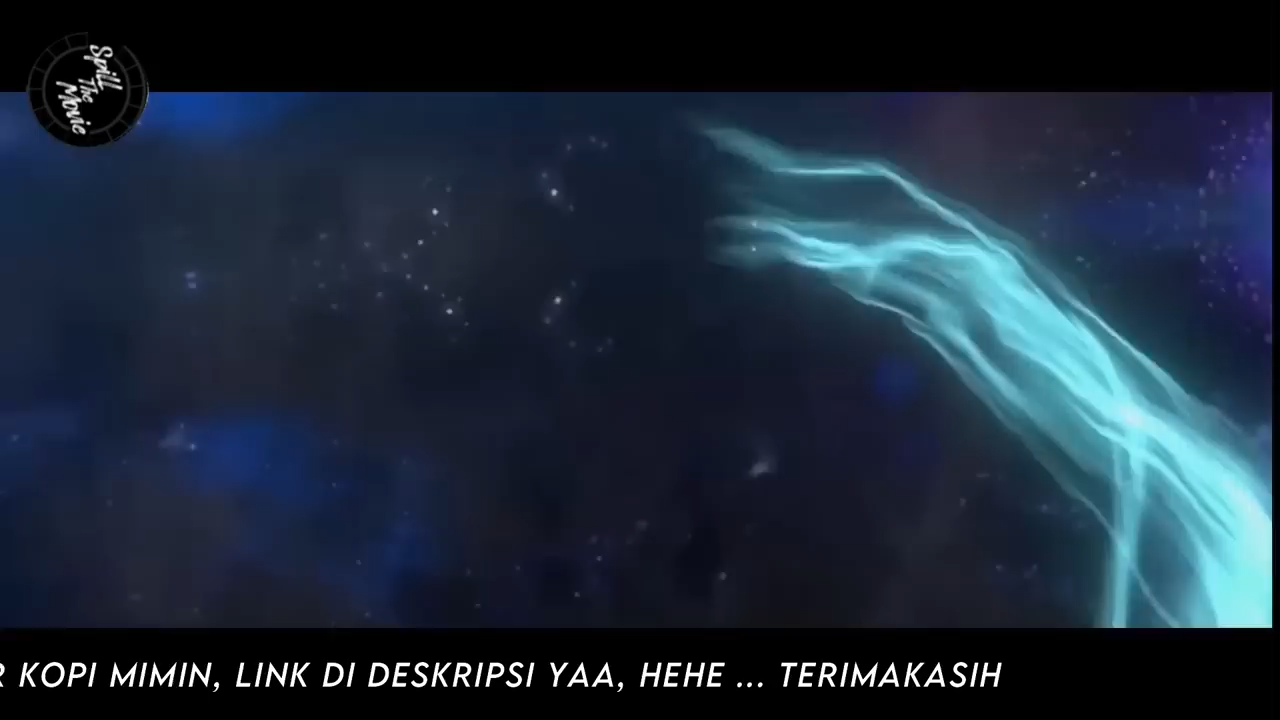 Spill
The
Movie
KOPI MIMIN, LINK DI DESKRIPSI YAA, HEHE ... TERIMAKASIH